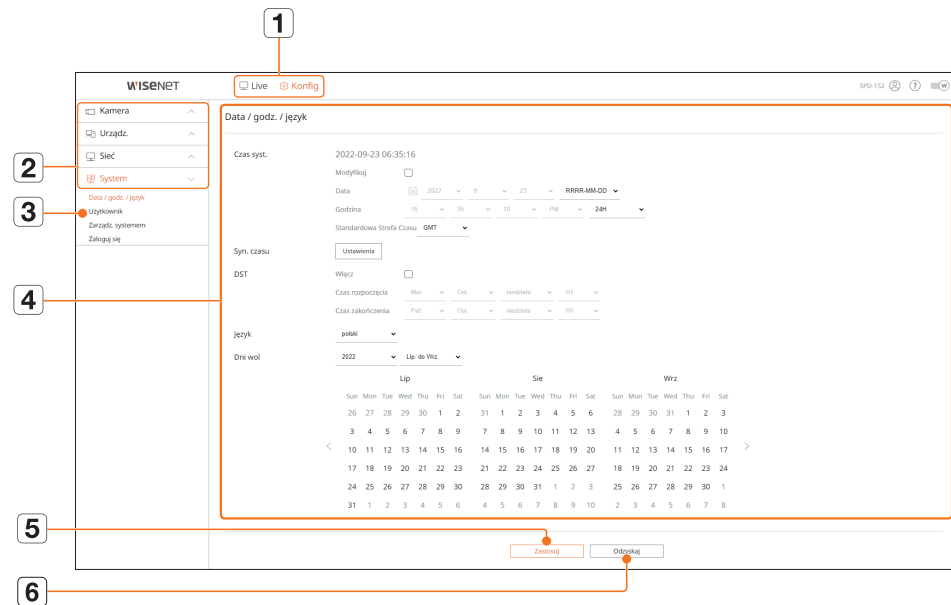 1
WISENET
Live Konfig
SPD-152 ? W
Kamera
Urządz.
Sieć
System
Data / godz. / język
Użytkownik
Zarządz. systemem
Zaloguj się
2
3
4
Data / godz. / język
Czas syst. 2022-09-23 06:35:16
Modyfikuj
Data 2022 9 23 RRRR-MM-DD
Godzina 15 35 10 PM 24H
Standardowa Strefa Czasu GMT
Syn. czasu Ustawienia
DST Włącz
Czas rozpoczęcia Mar Ost. niedziela 1H
Czas zakończenia Paź Ost. niedziela 1H
Język polski
Dni wol 2022 Lip. do Wrz.
Lip Sie Wrz
Sun Mon Tue Wed Thu Fri Sat Sun Mon Tue Wed Thu Fri Sat Sun Mon Tue Wed Thu Fri Sat
26 27 28 29 30 1 2 31 1 2 3 4 5 6 28 29 30 31 1 2 3
3 4 5 6 7 8 9 7 8 9 10 11 12 13 4 5 6 7 8 9 10
< 10 11 12 13 14 15 16 14 15 16 17 18 19 20 11 12 13 14 15 16 17 >
17 18 19 20 21 22 23 21 22 23 24 25 26 27 18 19 20 21 22 23 24
24 25 26 27 28 29 30 28 29 30 31 1 2 3 25 26 27 28 29 30 1
31 1 2 3 4 5 6 4 5 6 7 8 9 10 2 3 4 5 6 7 8
5
Zastosuj Odzyskaj
6